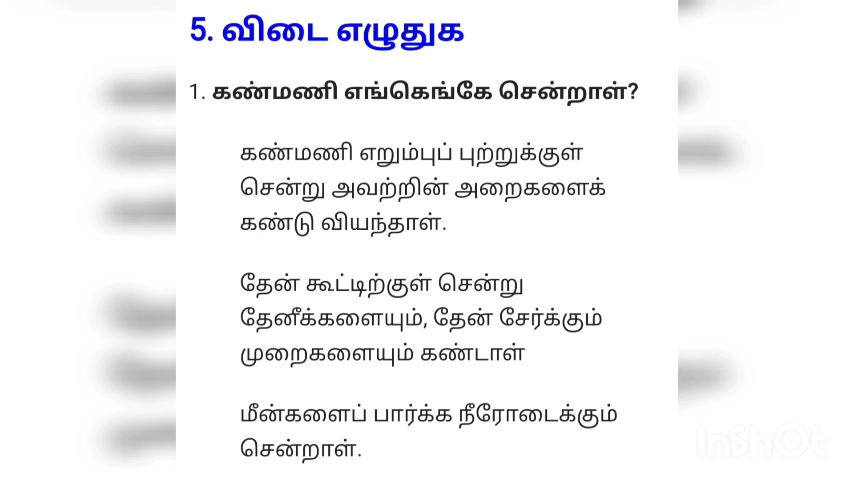 5. விடை எழுதுக
1. கண்மணி எங்கெங்கே சென்றாள்?
கண்மணி எறும்புப் புற்றுக்குள்
சென்று அவற்றின் அறைகளைக்
கண்டு வியந்தாள்.
தேன் கூட்டிற்குள் சென்று
தேனீக்களையும், தேன் சேர்க்கும்
முறைகளையும் கண்டாள்
மீன்களைப் பார்க்க நீரோடைக்கும்
சென்றாள்.
InShOt